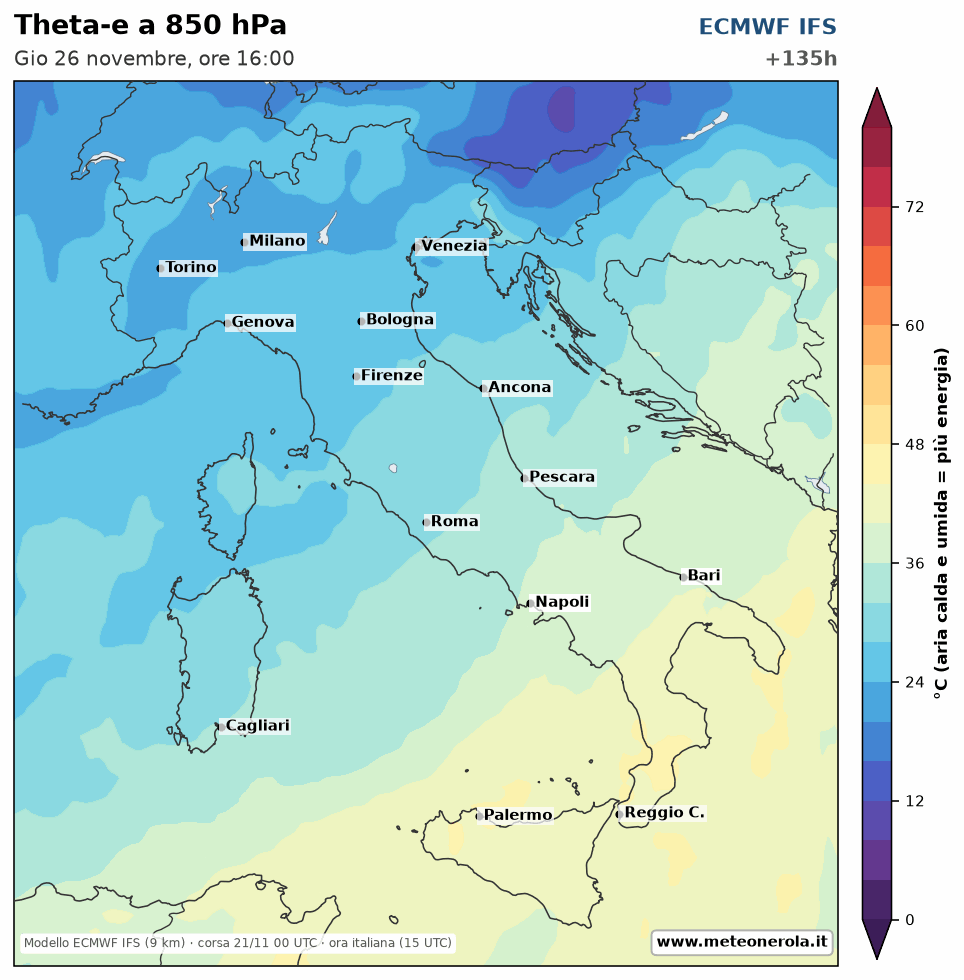 Theta-e a 850 hPa
ECMWF IFS
Gio 26 novembre, ore 16:00
+135h
Milano
Venezia
Torino
Genova
Bologna
Firenze
Ancona
Pescara
Roma
Bari
Napoli
Cagliari
Palermo
Reggio C.
72
60
48
36
24
12
0
°C (aria calda e umida = più energia)
Modello ECMWF IFS (9 km) · corsa 21/11 00 UTC · ora italiana (15 UTC)
www.meteonerola.it